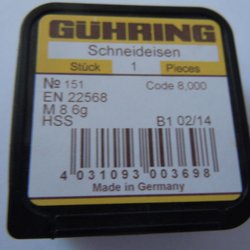 GÜHRING
Schneideisen
Stück 1 Pieces
№ 151 Code 8,000
EN 22568
M 8 6g
HSS B1 02/14
4 031093 003698
Made in Germany